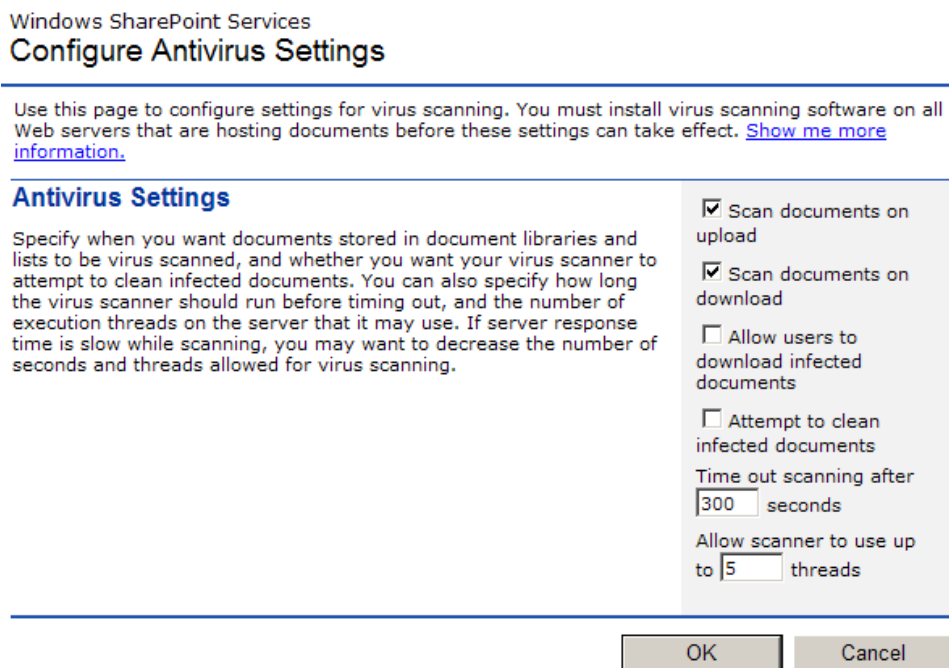 Windows SharePoint Services
Configure Antivirus Settings
Use this page to configure settings for virus scanning. You must install virus scanning software on all
Web servers that are hosting documents before these settings can take effect. Show me more
information.
Antivirus Settings
Specify when you want documents stored in document libraries and
lists to be virus scanned, and whether you want your virus scanner to
attempt to clean infected documents. You can also specify how long
the virus scanner should run before timing out, and the number of
execution threads on the server that it may use. If server response
time is slow while scanning, you may want to decrease the number of
seconds and threads allowed for virus scanning.
Scan documents on
upload
Scan documents on
download
Allow users to
download infected
documents
Attempt to clean
infected documents
Time out scanning after
300 seconds
Allow scanner to use up
to 5 threads
OK Cancel